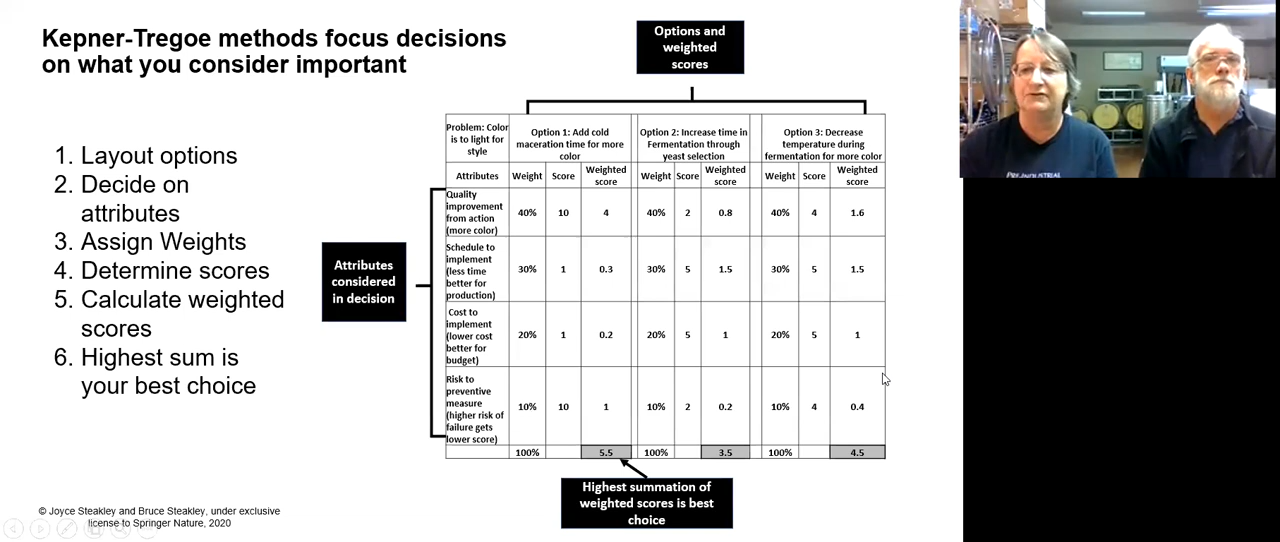 Kepner-Tregoe methods focus decisions
on what you consider important
Options and
weighted
scores
1. Layout options
2. Decide on
attributes
3. Assign Weights
4. Determine scores
5. Calculate weighted
scores
6. Highest sum is
your best choice
Attributes
considered
in decision
Problem: Color
is to light for
style
Option 1: Add cold
maceration time for more
color
Option 2: Increase time in
Fermentation through
yeast selection
Option 3: Decrease
temperature during
fermentation for more color
Attributes Weight Score Weighted score Weight Score Weighted score Weight Score Weighted score
Quality
improvement
from action
(more color)
40% 10 4 40% 2 0.8 40% 4 1.6
Schedule to
implement
(less time
better for
production)
30% 1 0.3 30% 5 1.5 30% 5 1.5
Cost to
implement
(lower cost
better for
budget)
20% 1 0.2 20% 5 1 20% 5 1
Risk to
preventive
measure
(higher risk of
failure gets
lower score)
10% 10 1 10% 2 0.2 10% 4 0.4
100% 5.5 100% 3.5 100% 4.5
Highest summation of
weighted scores is best
choice
© Joyce Steakley and Bruce Steakley, under exclusive
license to Springer Nature, 2020